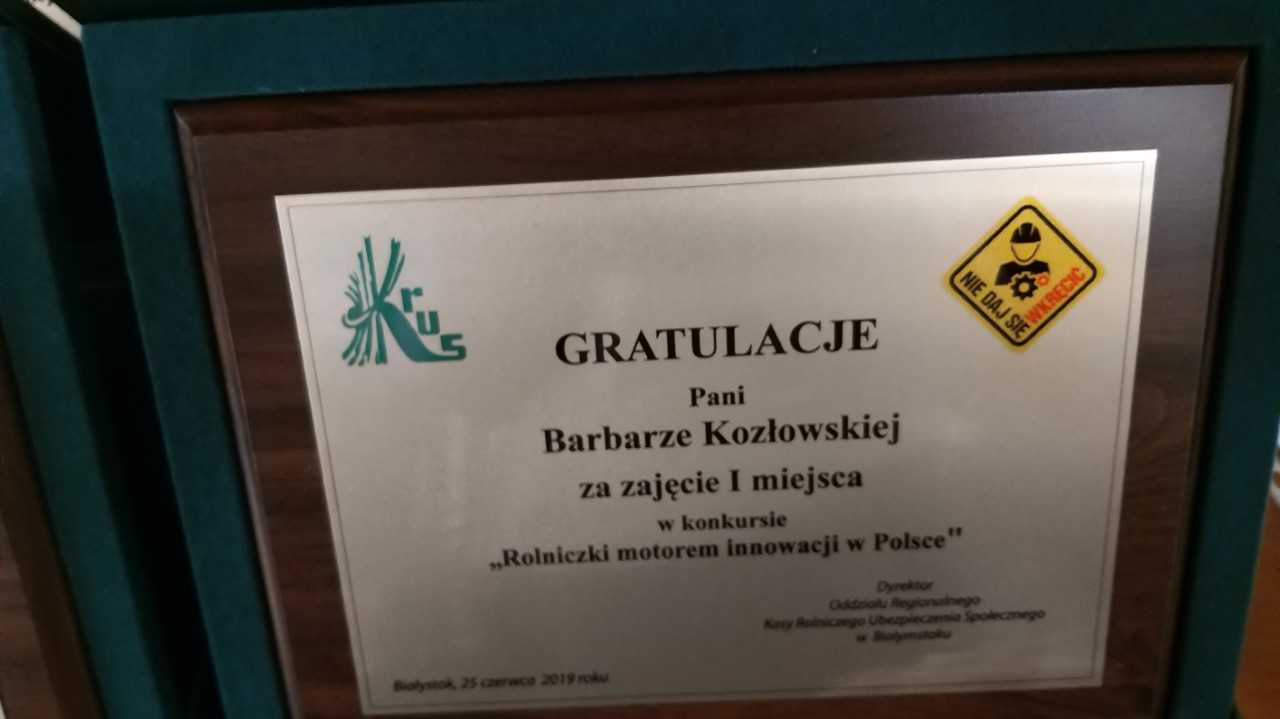 Krus
NIE DAJ SIĘ
WKRĘCIĆ
GRATULACJE
Pani
Barbarze Kozłowskiej
za zajęcie I miejsca
w konkursie
„Rolniczki motorem innowacji w Polsce"
Dyrektor
Oddziału Regionalnego
Kasy Rolniczego Ubezpieczenia Społecznego
w Białymstoku
Białystok, 25 czerwca 2019 roku